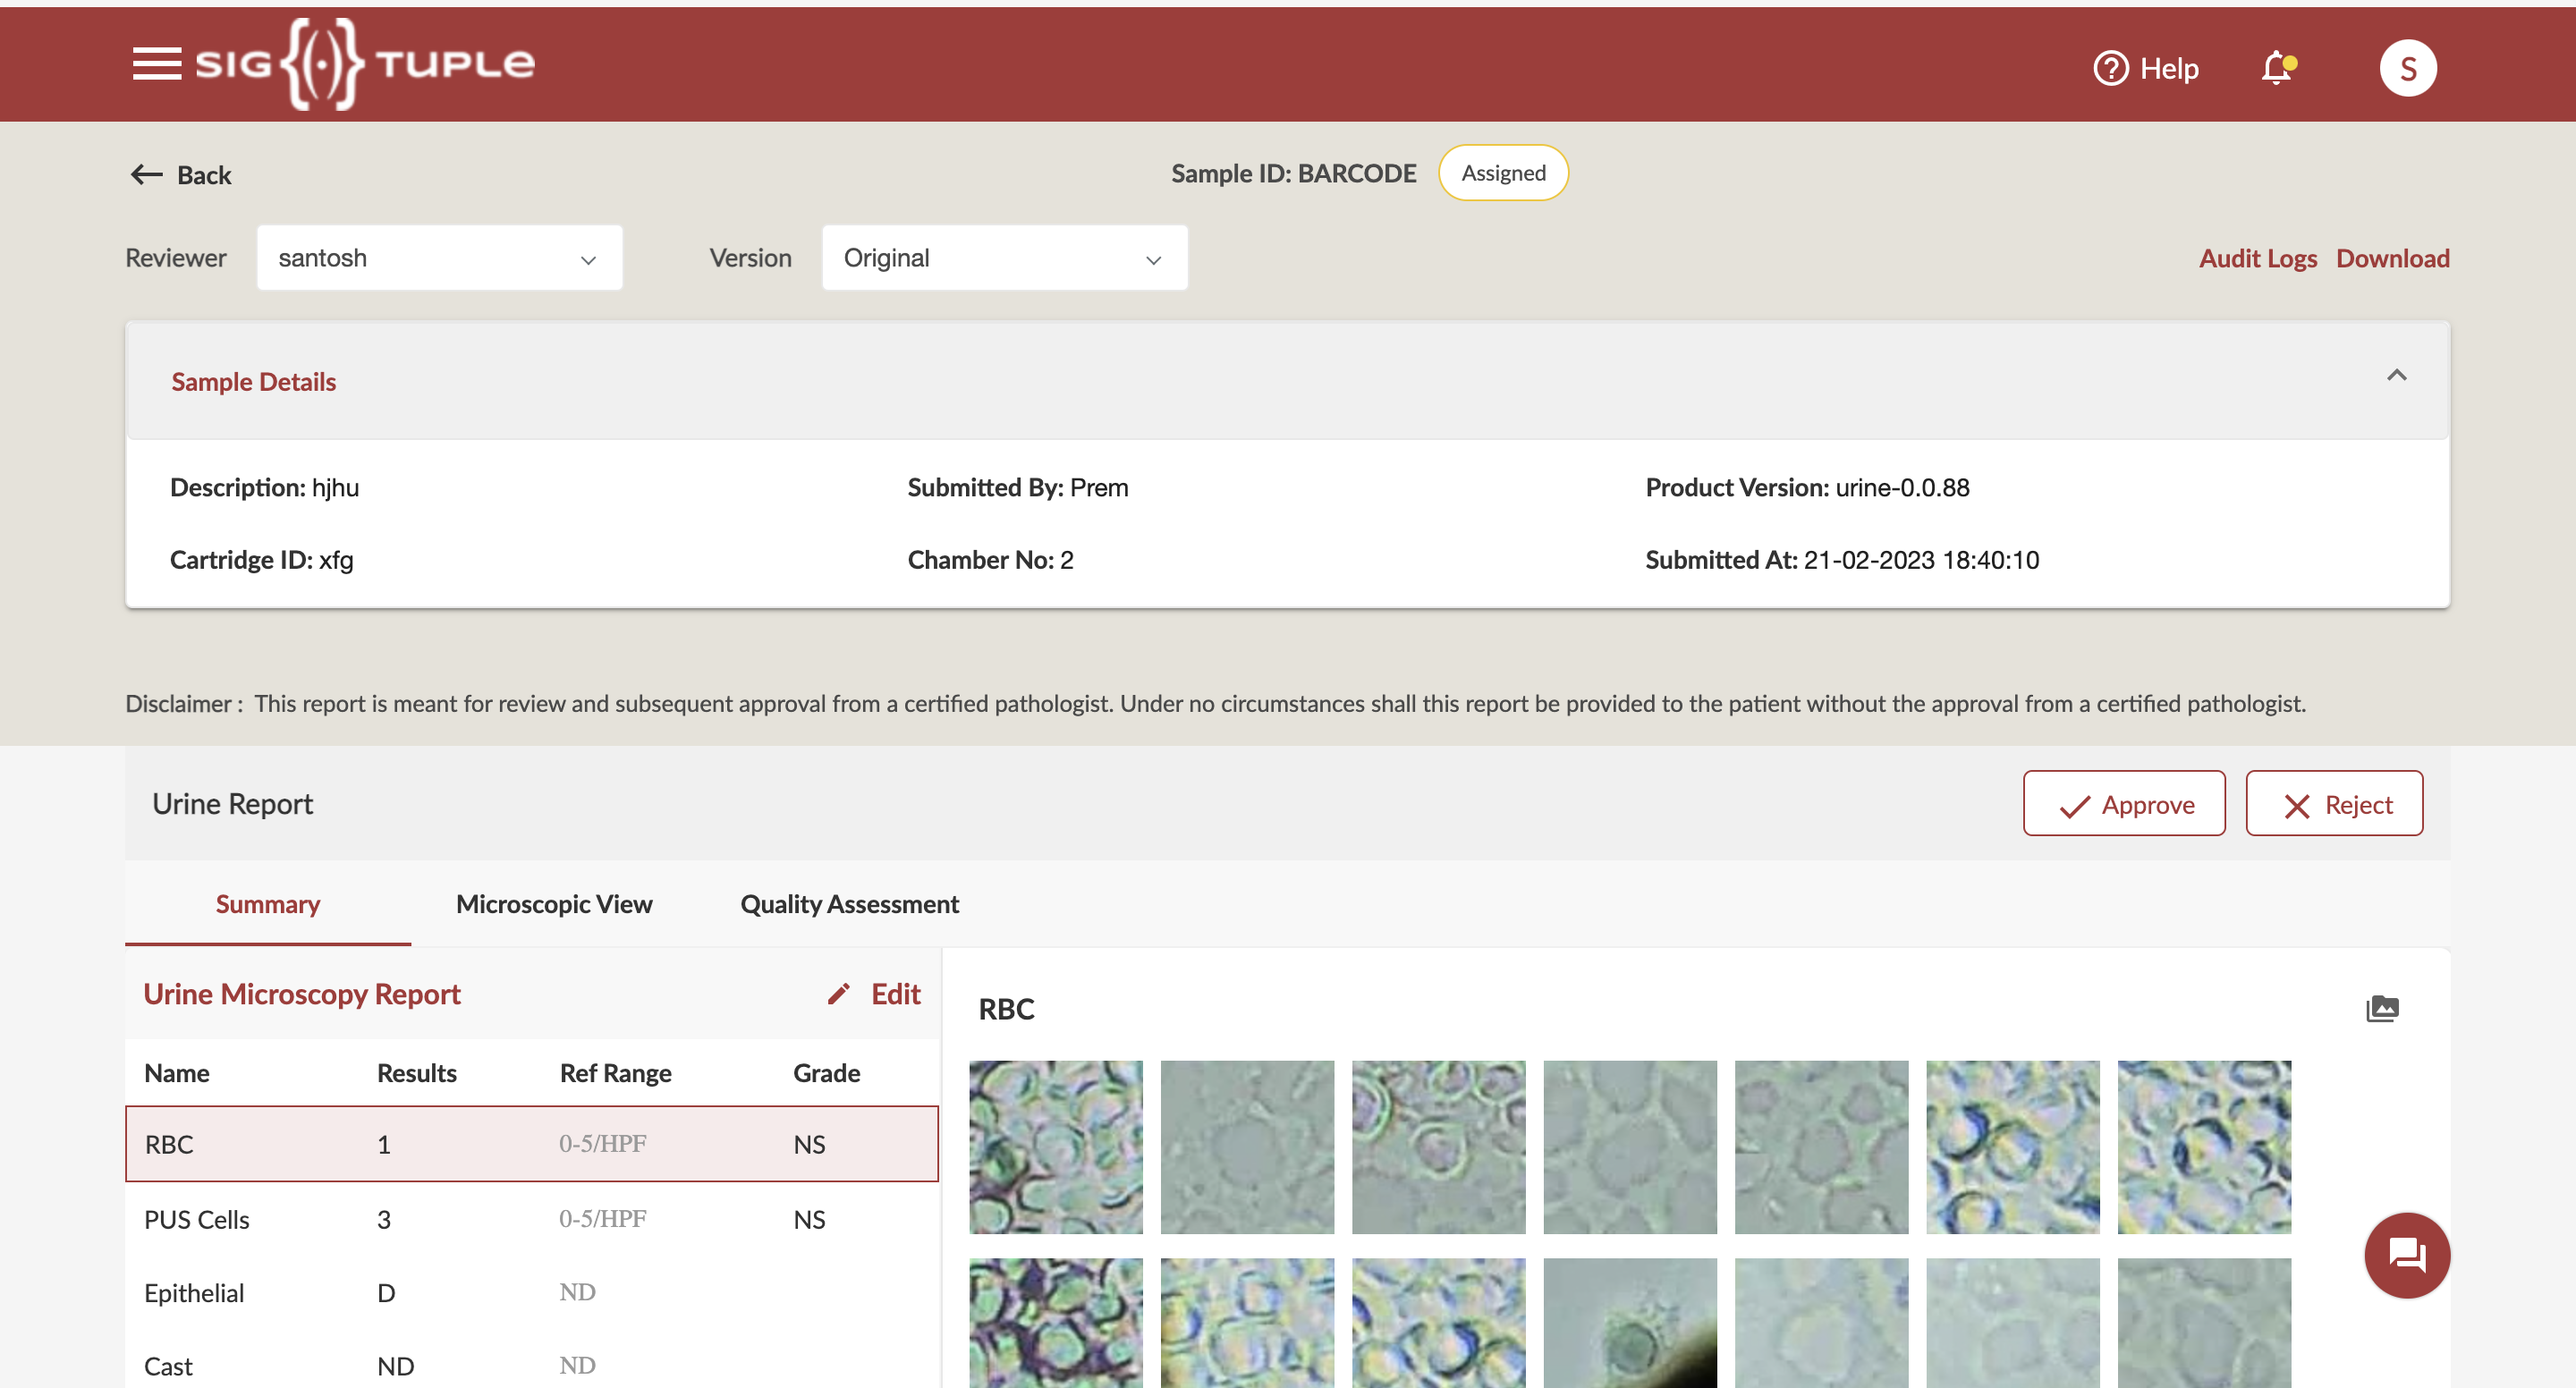 SIG{(·)}TUPLE
Help
S
Back
Sample ID: BARCODE Assigned
Reviewer santosh Version Original Audit Logs Download
Sample Details
Description: hjhu Submitted By: Prem Product Version: urine-0.0.88
Cartridge ID: xfg Chamber No: 2 Submitted At: 21-02-2023 18:40:10
Disclaimer : This report is meant for review and subsequent approval from a certified pathologist. Under no circumstances shall this report be provided to the patient without the approval from a certified pathologist.
Urine Report Approve Reject
Summary Microscopic View Quality Assessment
Urine Microscopy Report Edit
Name Results Ref Range Grade
RBC 1 0-5/HPF NS
PUS Cells 3 0-5/HPF NS
Epithelial D ND
Cast ND ND
RBC